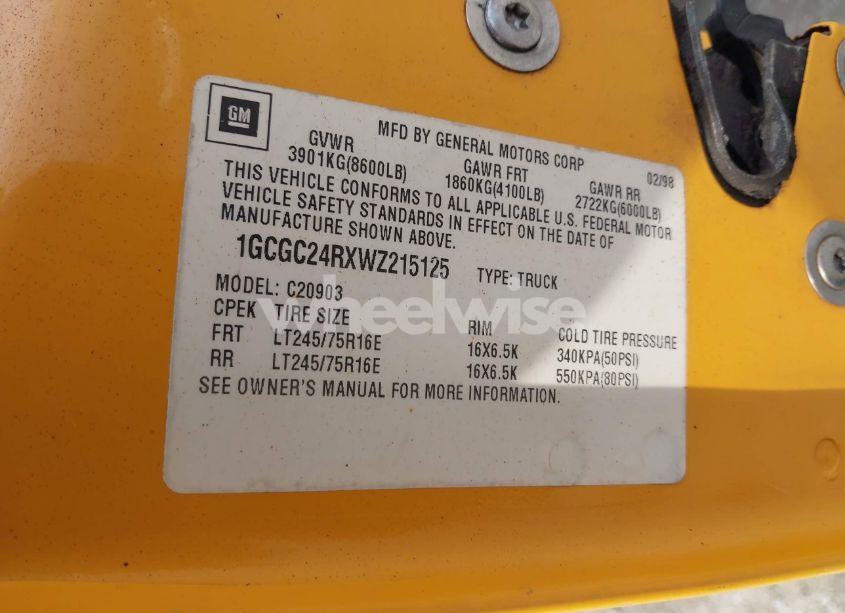 GM
MFD BY GENERAL MOTORS CORP 02/98
GVWR GAWR FRT GAWR RR
3901KG(8600LB) 1860KG(4100LB) 2722KG(6000LB)
THIS VEHICLE CONFORMS TO ALL APPLICABLE U.S. FEDERAL MOTOR
VEHICLE SAFETY STANDARDS IN EFFECT ON THE DATE OF
MANUFACTURE SHOWN ABOVE.
1GCGC24RXWZ215125 TYPE: TRUCK
MODEL: C20903
wheelwise
CPEK TIRE SIZE RIM COLD TIRE PRESSURE
FRT LT245/75R16E 16X6.5K 340KPA(50PSI)
RR LT245/75R16E 16X6.5K 550KPA(80PSI)
SEE OWNER'S MANUAL FOR MORE INFORMATION.